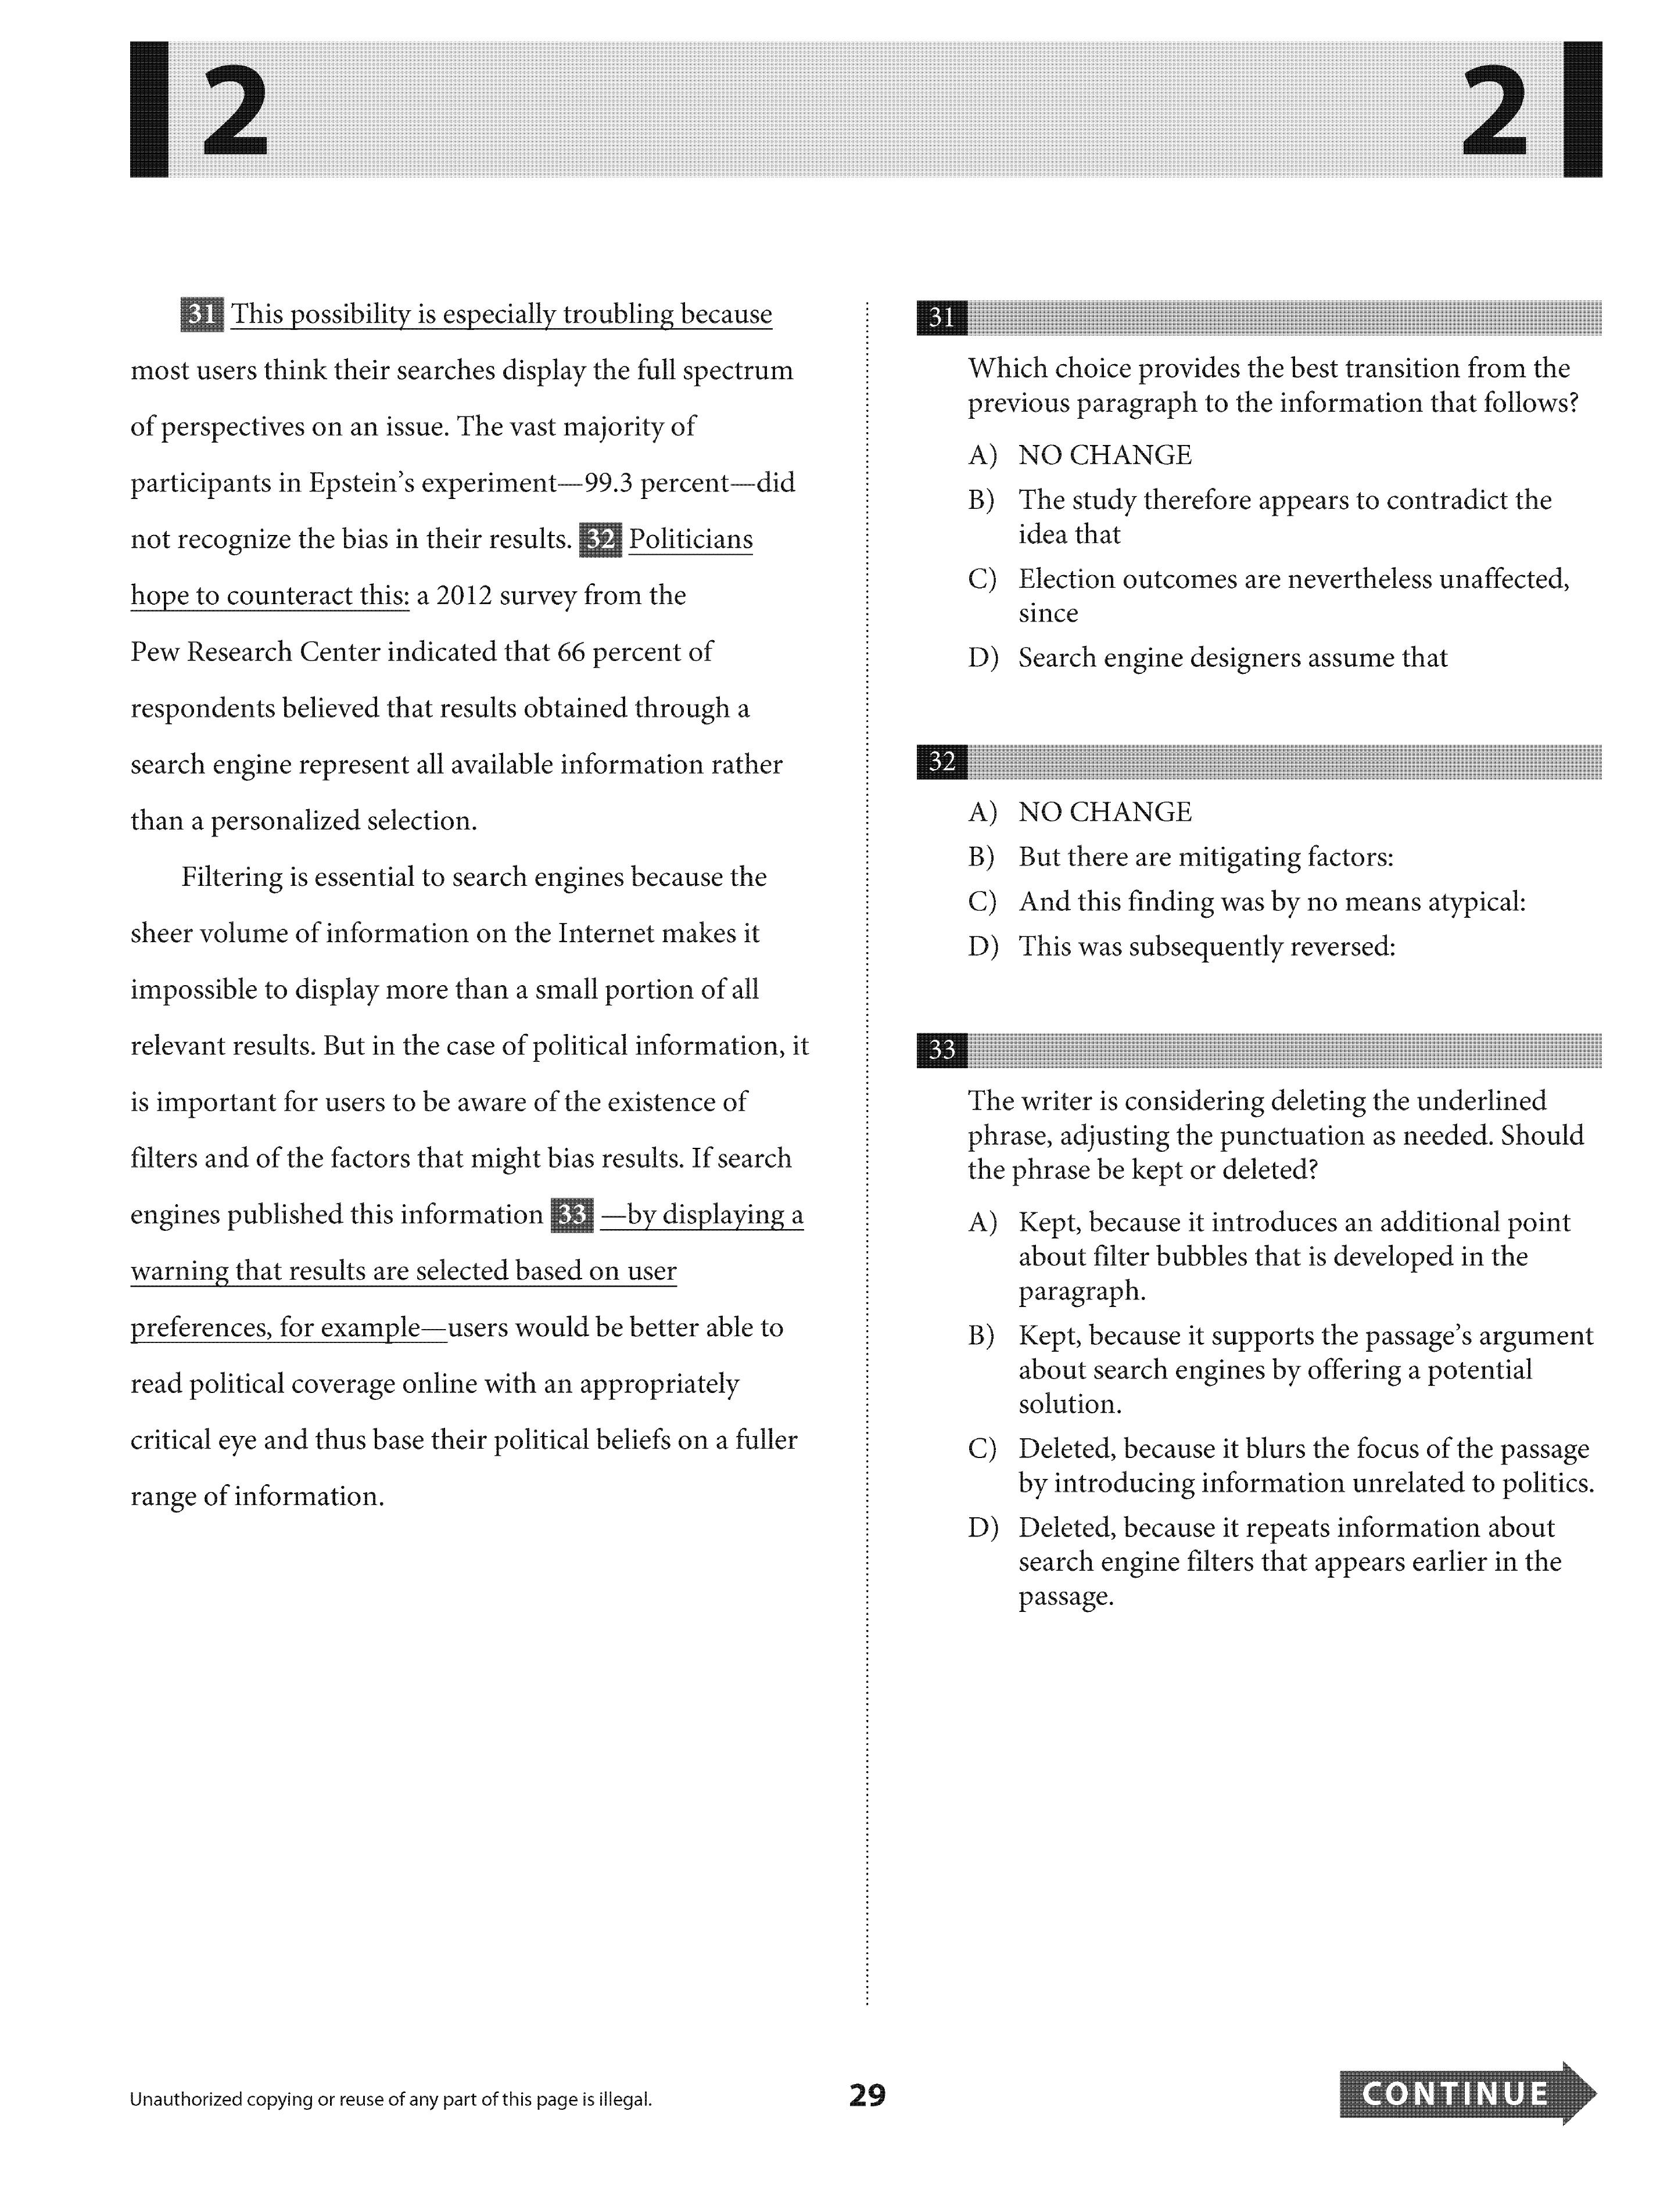 2
2
31 This possibility is especially troubling because
most users think their searches display the full spectrum
of perspectives on an issue. The vast majority of
participants in Epstein's experiment—99.3 percent—did
not recognize the bias in their results. 32 Politicians
hope to counteract this: a 2012 survey from the
Pew Research Center indicated that 66 percent of
respondents believed that results obtained through a
search engine represent all available information rather
than a personalized selection.
Filtering is essential to search engines because the
sheer volume of information on the Internet makes it
impossible to display more than a small portion of all
relevant results. But in the case of political information, it
is important for users to be aware of the existence of
filters and of the factors that might bias results. If search
engines published this information 33 —by displaying a
warning that results are selected based on user
preferences, for example—users would be better able to
read political coverage online with an appropriately
critical eye and thus base their political beliefs on a fuller
range of information.
31
Which choice provides the best transition from the
previous paragraph to the information that follows?
A) NO CHANGE
B) The study therefore appears to contradict the
idea that
C) Election outcomes are nevertheless unaffected,
since
D) Search engine designers assume that
32
A) NO CHANGE
B) But there are mitigating factors:
C) And this finding was by no means atypical:
D) This was subsequently reversed:
33
The writer is considering deleting the underlined
phrase, adjusting the punctuation as needed. Should
the phrase be kept or deleted?
A) Kept, because it introduces an additional point
about filter bubbles that is developed in the
paragraph.
B) Kept, because it supports the passage's argument
about search engines by offering a potential
solution.
C) Deleted, because it blurs the focus of the passage
by introducing information unrelated to politics.
D) Deleted, because it repeats information about
search engine filters that appears earlier in the
passage.
Unauthorized copying or reuse of any part of this page is illegal.
29
CONTINUE